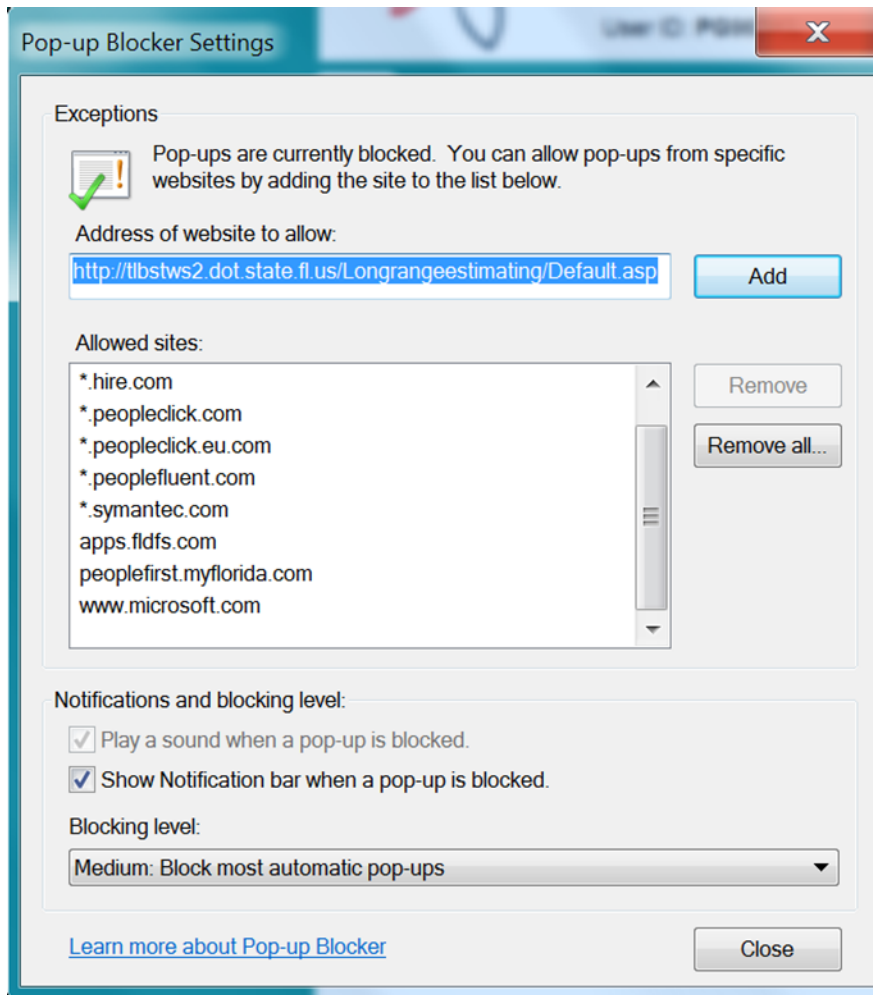 User ID:
Pop-up Blocker Settings
Exceptions
Pop-ups are currently blocked. You can allow pop-ups from specific
websites by adding the site to the list below.
Address of website to allow:
http://tlbstws2.dot.state.fl.us/Longrangeestimating/Default.asp
Add
Allowed sites:
*.hire.com
*.peopleclick.com
*.peopleclick.eu.com
*.peoplefluent.com
*.symantec.com
apps.fldfs.com
peoplefirst.myflorida.com
www.microsoft.com
Remove
Remove all...
Notifications and blocking level:
Play a sound when a pop-up is blocked.
Show Notification bar when a pop-up is blocked.
Blocking level:
Medium: Block most automatic pop-ups
Learn more about Pop-up Blocker
Close